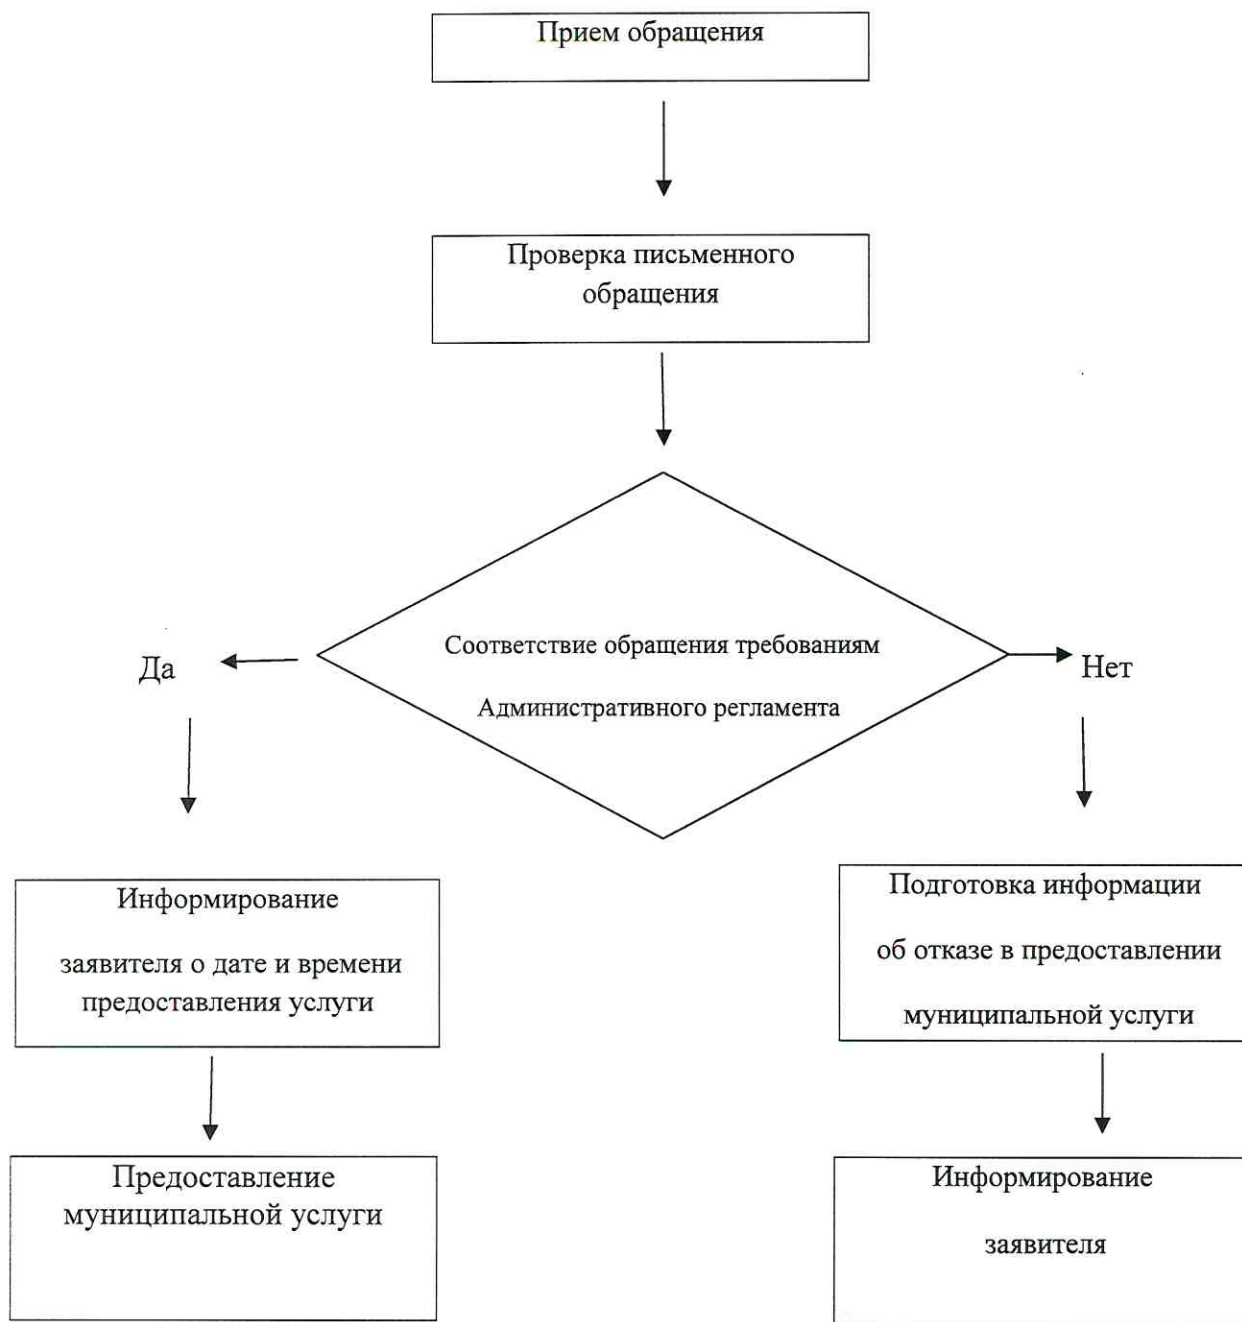 Прием обращения
Проверка письменного
обращения
Соответствие обращения требованиям
Административного регламента
Да
Нет
Информирование
заявителя о дате и времени
предоставления услуги
Подготовка информации
об отказе в предоставлении
муниципальной услуги
Предоставление
муниципальной услуги
Информирование
заявителя